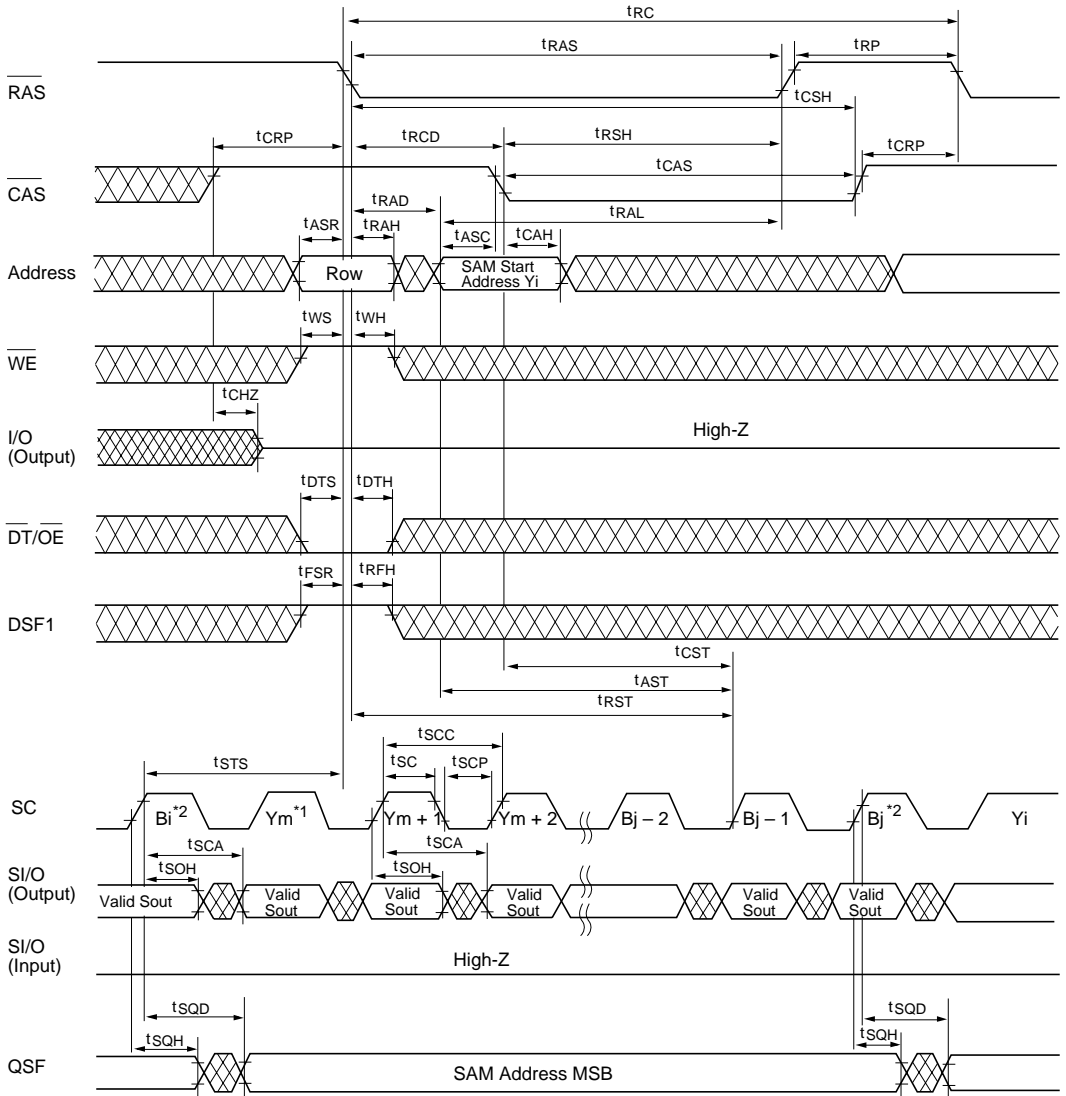 tRC
tRAS
tRP
RAS
tCSH
tCRP
tRCD
tRSH
tCRP
tCAS
CAS
tRAD
tRAL
tASR
tRAH
tASC
tCAH
Address
Row
SAM Start
Address Yi
tWS
tWH
WE
tCHZ
I/O
(Output)
High-Z
tDTS
tDTH
DT/OE
tFSR
tRFH
DSF1
tCST
tAST
tRST
tSCC
tSTS
tSC
tSCP
SC
Bi*2
Ym*1
Ym + 1
Ym + 2
Bj – 2
Bj – 1
Bj*2
Yi
tSCA
tSCA
tSOH
tSOH
SI/O
(Output)
Valid Sout
Valid
Sout
Valid
Sout
Valid
Sout
Valid
Sout
Valid
Sout
SI/O
(Input)
High-Z
tSQD
tSQD
tSQH
tSQH
QSF
SAM Address MSB